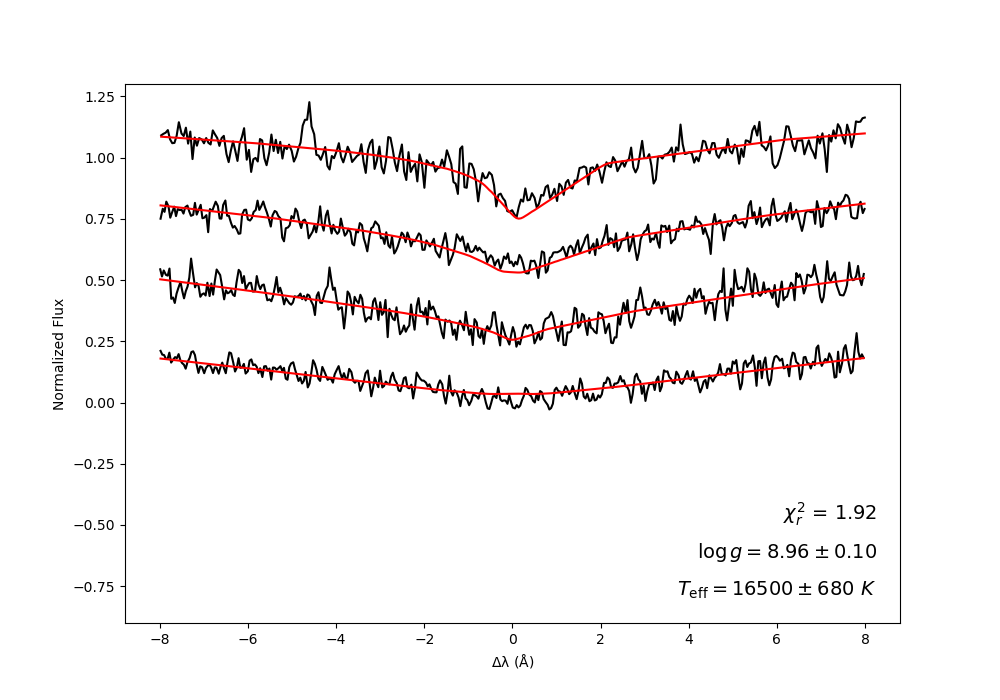 1.25
1.00
0.75
0.50
0.25
0.00
−0.25
−0.50
−0.75
Normalized Flux
χ²ᵣ = 1.92
log g = 8.96 ± 0.10
T_eff = 16500 ± 680 K
−8 −6 −4 −2 0 2 4 6 8
Δλ (Å)